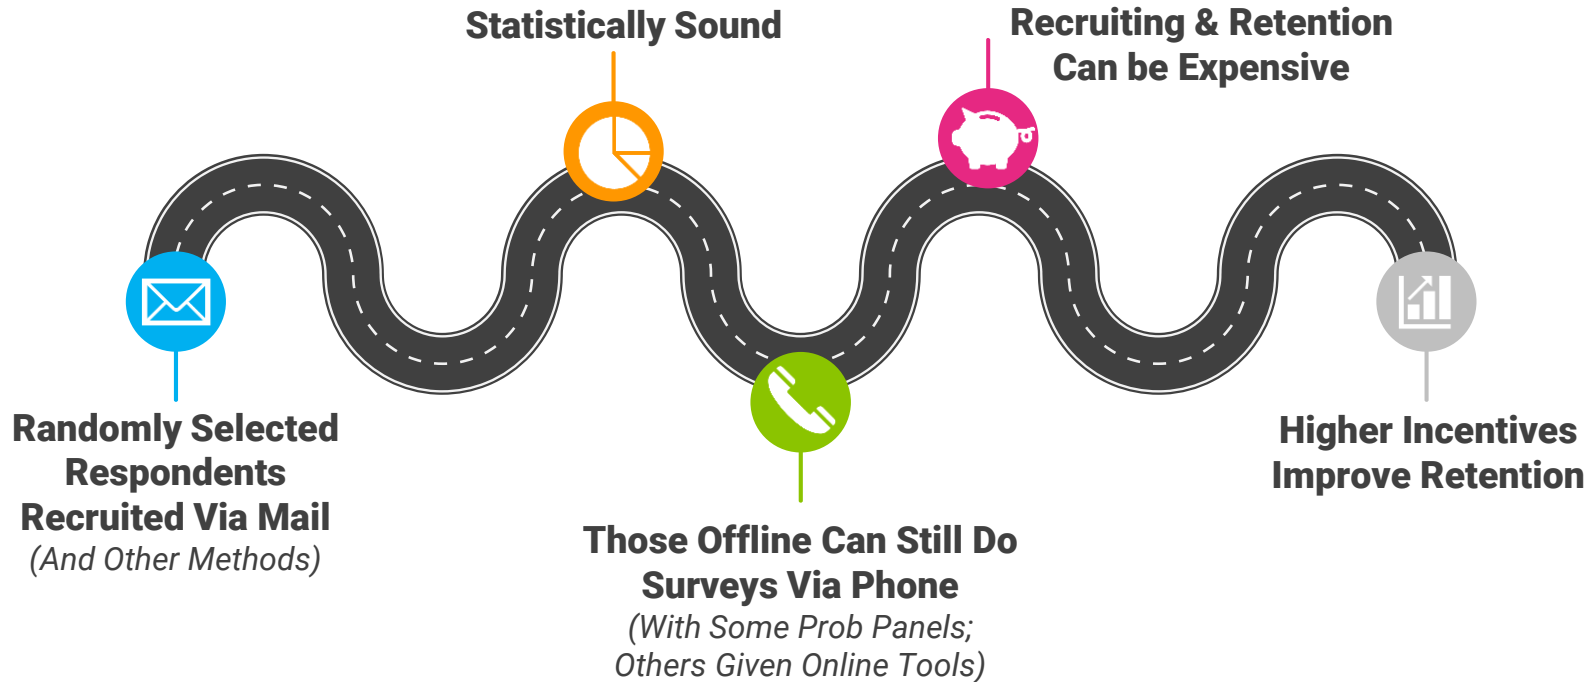 Statistically Sound
Recruiting & Retention
Can be Expensive
Randomly Selected
Respondents
Recruited Via Mail
(And Other Methods)
Those Offline Can Still Do
Surveys Via Phone
(With Some Prob Panels;
Others Given Online Tools)
Higher Incentives
Improve Retention